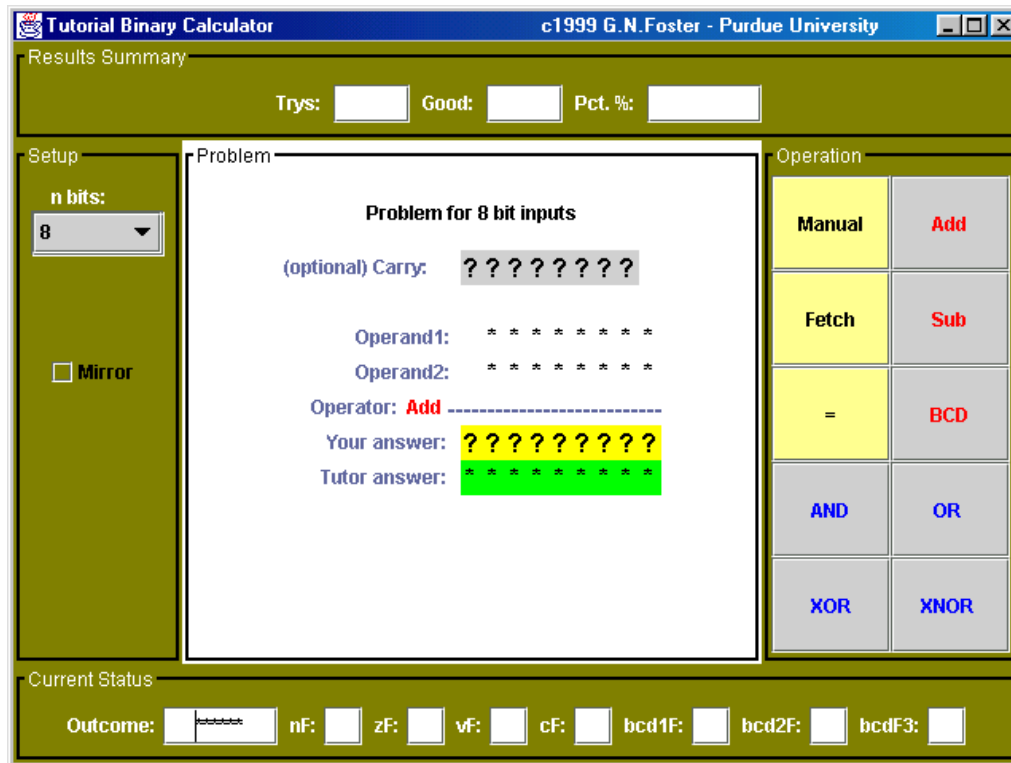 Tutorial Binary Calculator c1999 G.N.Foster - Purdue University
Results Summary
Trys: Good: Pct. %:
Setup
n bits:
8
Mirror
Problem
Problem for 8 bit inputs
(optional) Carry: ? ? ? ? ? ? ? ?
Operand1: * * * * * * * *
Operand2: * * * * * * * *
Operator: Add ---------------------------
Your answer: ? ? ? ? ? ? ? ? ?
Tutor answer: * * * * * * * * *
Operation
Manual Add
Fetch Sub
= BCD
AND OR
XOR XNOR
Current Status
Outcome: ****** nF: zF: vF: cF: bcd1F: bcd2F: bcdF3: